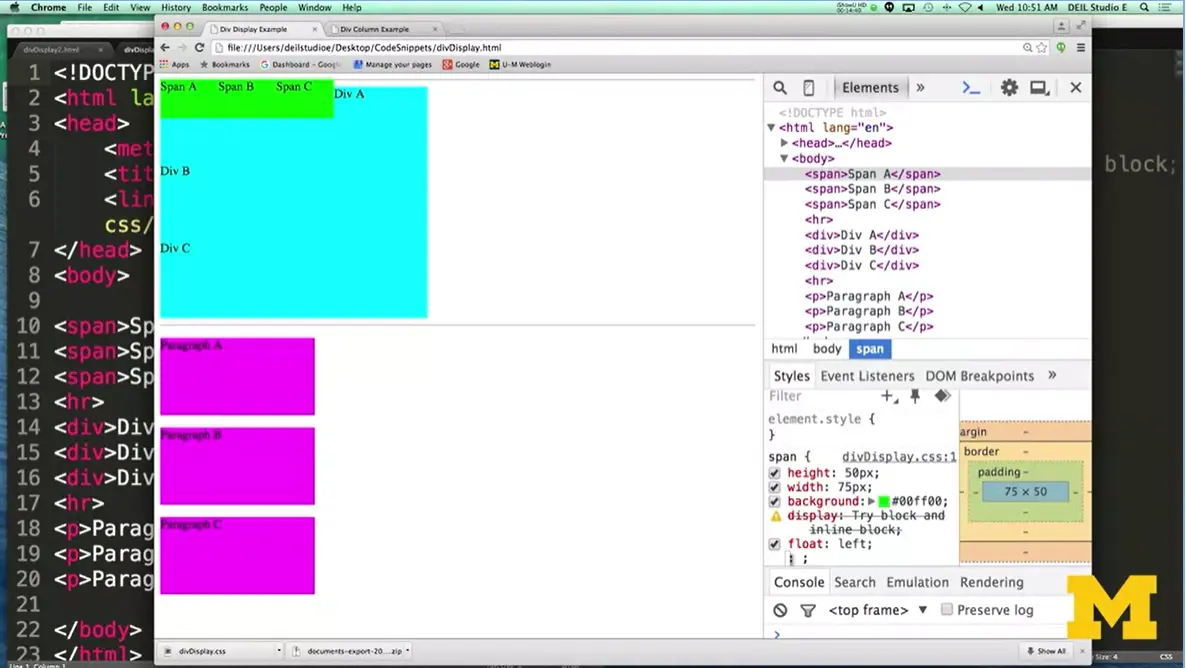 Chrome File Edit View History Bookmarks People Window Help
Wed 10:51 AM DEIL Studio E
divDisplay2.html
Div Display Example
Div Column Example
file:///Users/deilstudioe/Desktop/CodeSnippets/divDisplay.html
Apps Bookmarks Dashboard - Goog Manage your pages Google U-M Weblogin
1 <!DOCTYP
2 <html la
3 <head>
4 <met
5 <tit
6 <lin
css/
7 </head>
8 <body>
9
10 <span>Sp
11 <span>Sp
12 <span>Sp
13 <hr>
14 <div>Div
15 <div>Div
16 <div>Div
17 <hr>
18 <p>Parag
19 <p>Parag
20 <p>Parag
21
22 </body>
23 </html>
block;
Span A Span B Span C
Div A
Div B
Div C
Paragraph A
Paragraph B
Paragraph C
Elements »
<!DOCTYPE html>
<html lang="en">
<head>…</head>
<body>
<span>Span A</span>
<span>Span B</span>
<span>Span C</span>
<hr>
<div>Div A</div>
<div>Div B</div>
<div>Div C</div>
<hr>
<p>Paragraph A</p>
<p>Paragraph B</p>
<p>Paragraph C</p>
html body span
Styles Event Listeners DOM Breakpoints »
Filter
element.style {
}
span { divDisplay.css:1
height: 50px;
width: 75px;
background: #00ff00;
display: Try block and
inline block;
float: left;
: ;
argin -
border -
padding -
75 × 50
Console Search Emulation Rendering
<top frame> ▼ Preserve log
divDisplay.css
documents-export-20....zip
Show All
M
CSS